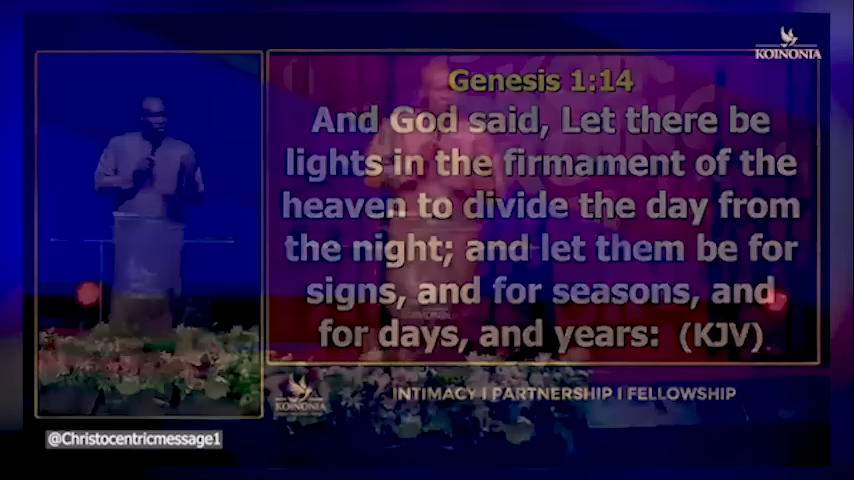 KOINONIA
Genesis 1:14
And God said, Let there be
lights in the firmament of the
heaven to divide the day from
the night; and let them be for
signs, and for seasons, and
for days, and years: (KJV)
KOINONIA
INTIMACY I PARTNERSHIP I FELLOWSHIP
@Christocentricmessage1